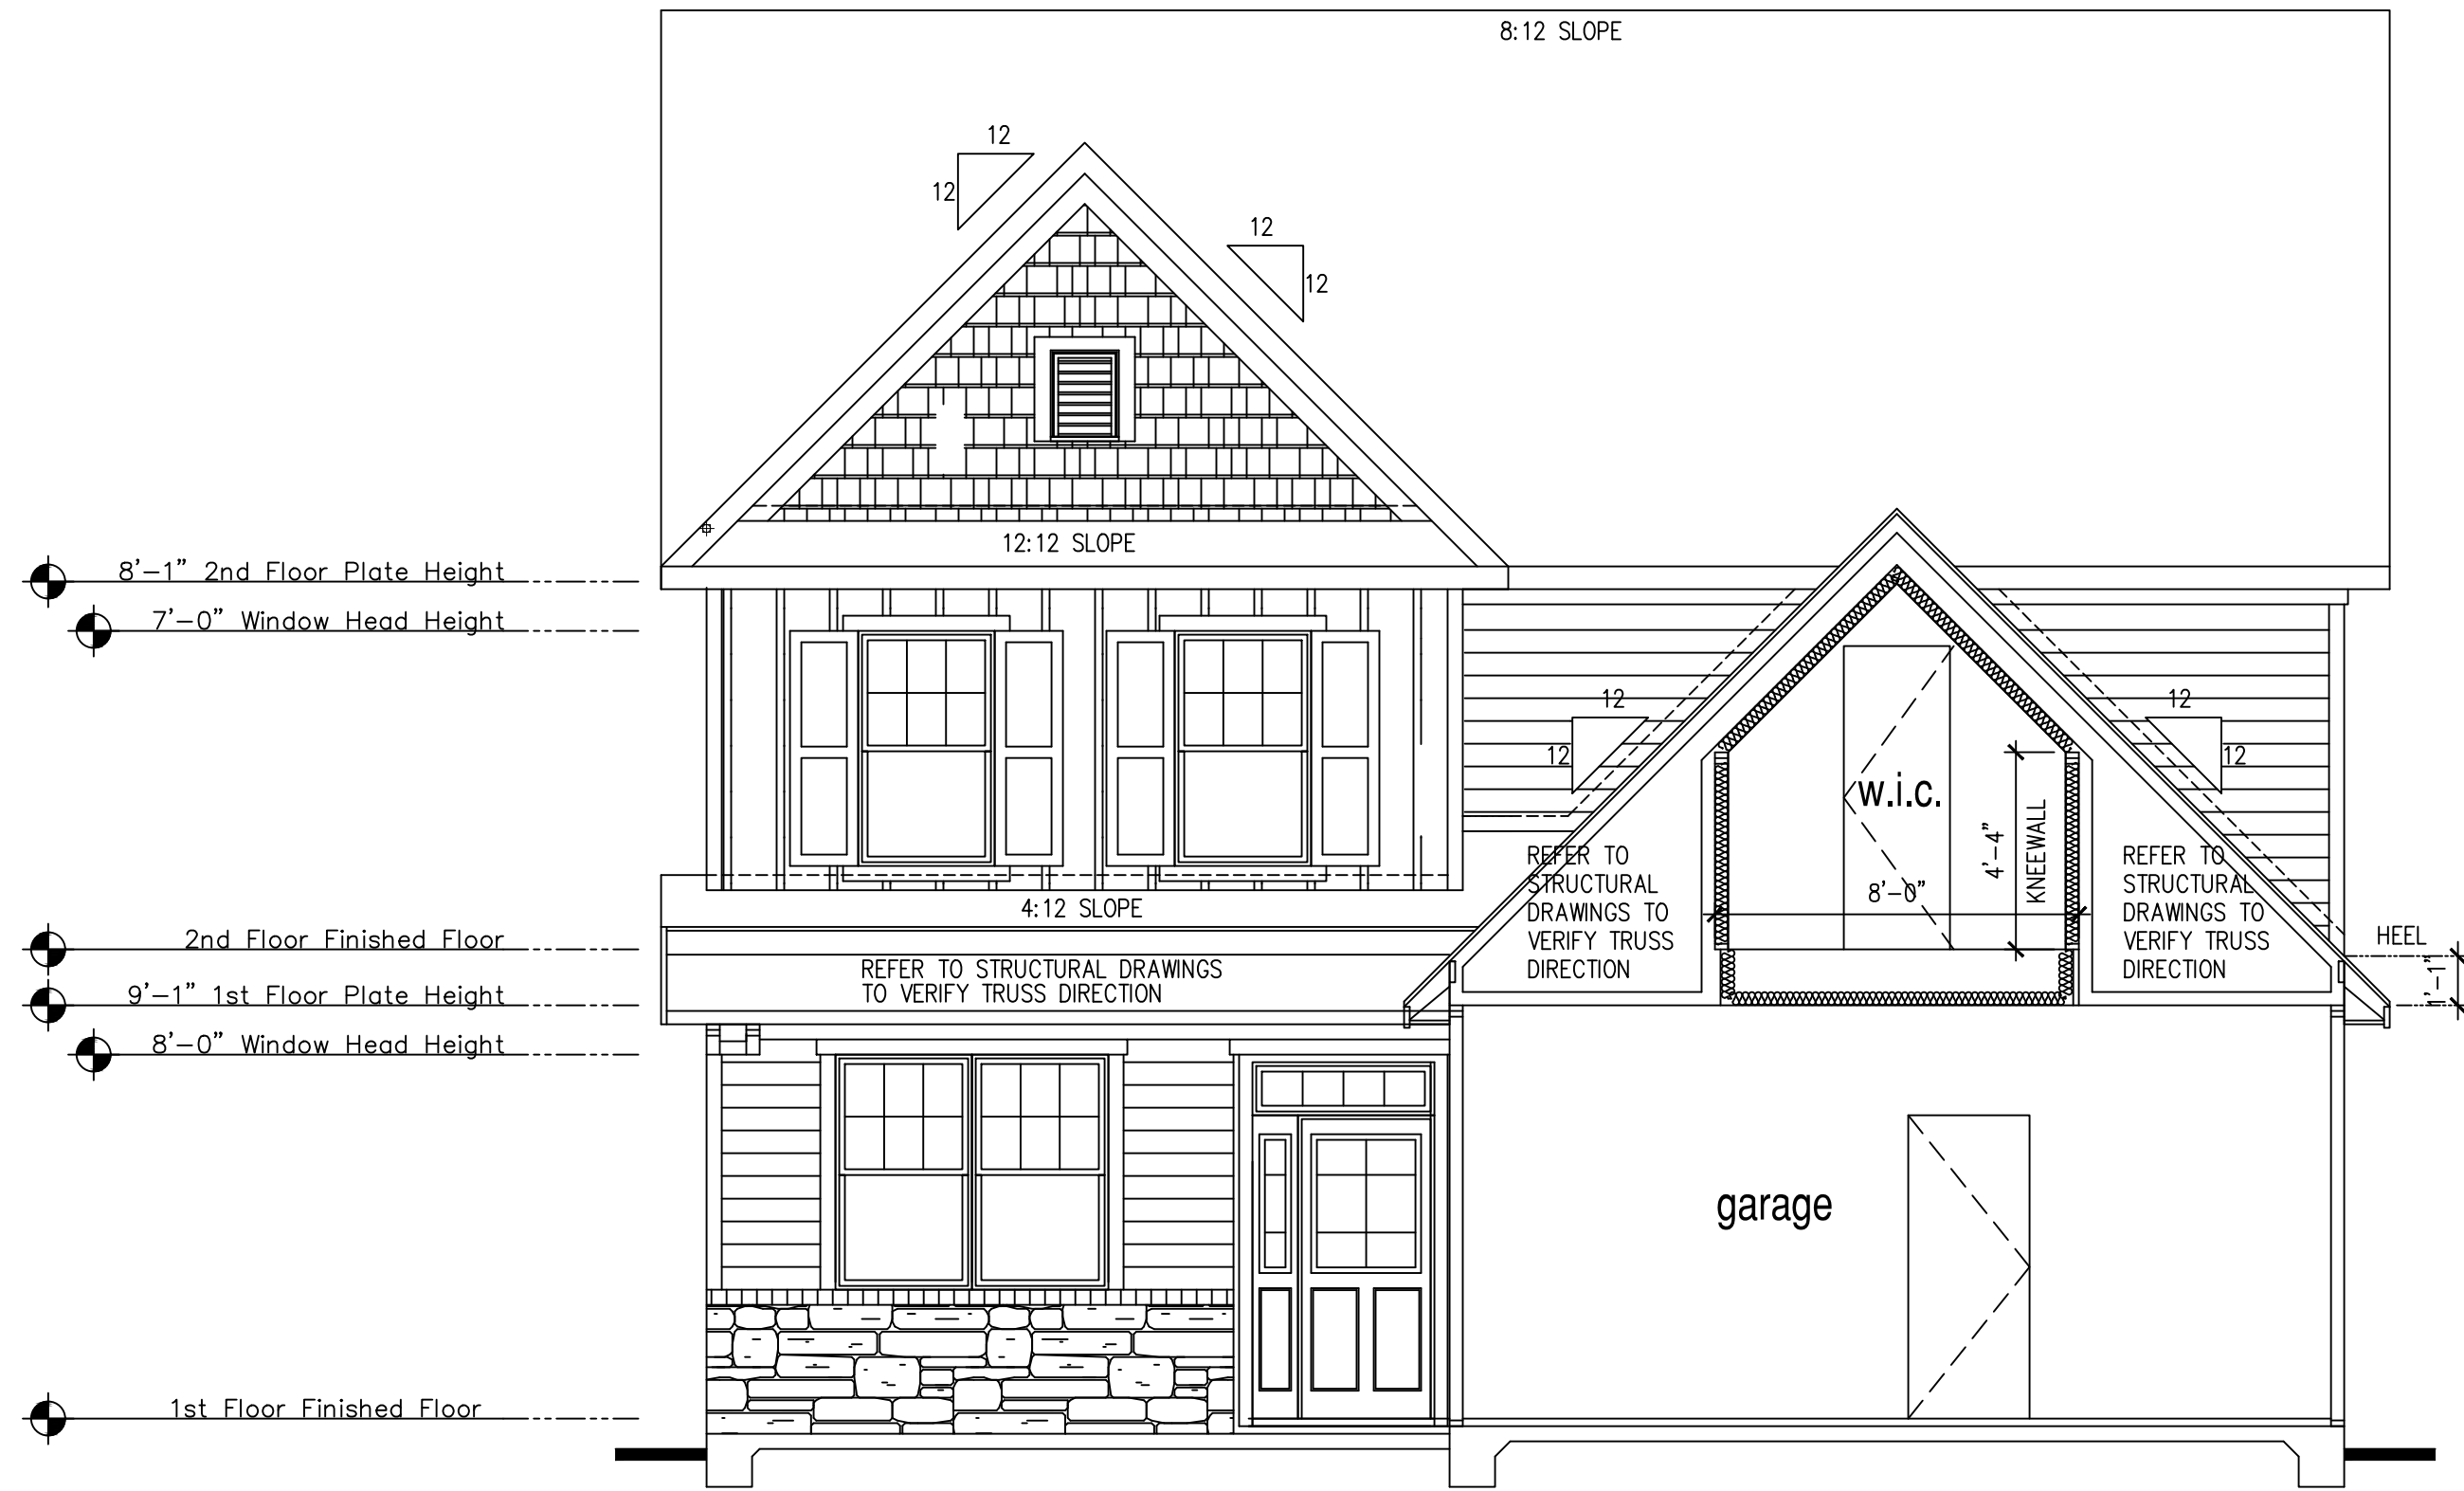 8:12 SLOPE
12
12
12
12
12:12 SLOPE
8'-1" 2nd Floor Plate Height
7'-0" Window Head Height
12
12
12
12
w.i.c.
4'-4"
KNEEWALL
8'-0"
REFER TO
STRUCTURAL
DRAWINGS TO
VERIFY TRUSS
DIRECTION
REFER TO
STRUCTURAL
DRAWINGS TO
VERIFY TRUSS
DIRECTION
4:12 SLOPE
HEEL
1'-1"
2nd Floor Finished Floor
REFER TO STRUCTURAL DRAWINGS
TO VERIFY TRUSS DIRECTION
9'-1" 1st Floor Plate Height
8'-0" Window Head Height
garage
1st Floor Finished Floor